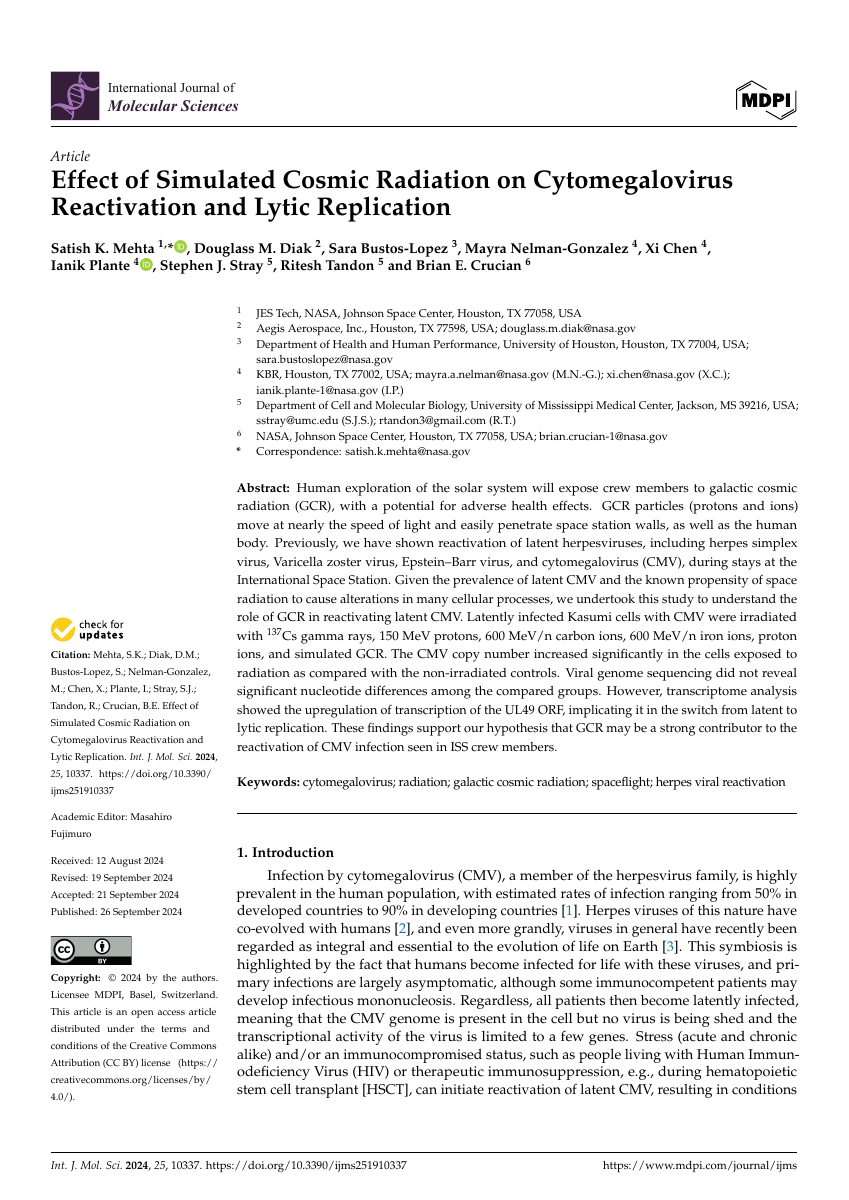 International Journal of
Molecular Sciences
MDPI
Article
Effect of Simulated Cosmic Radiation on Cytomegalovirus
Reactivation and Lytic Replication
Satish K. Mehta 1,*iD, Douglass M. Diak 2, Sara Bustos-Lopez 3, Mayra Nelman-Gonzalez 4, Xi Chen 4,
Ianik Plante 4iD, Stephen J. Stray 5, Ritesh Tandon 5 and Brian E. Crucian 6
1 JES Tech, NASA, Johnson Space Center, Houston, TX 77058, USA
2 Aegis Aerospace, Inc., Houston, TX 77598, USA; douglass.m.diak@nasa.gov
3 Department of Health and Human Performance, University of Houston, Houston, TX 77004, USA;
sara.bustoslopez@nasa.gov
4 KBR, Houston, TX 77002, USA; mayra.a.nelman@nasa.gov (M.N.-G.); xi.chen@nasa.gov (X.C.);
ianik.plante-1@nasa.gov (I.P.)
5 Department of Cell and Molecular Biology, University of Mississippi Medical Center, Jackson, MS 39216, USA;
sstray@umc.edu (S.J.S.); rtandon3@gmail.com (R.T.)
6 NASA, Johnson Space Center, Houston, TX 77058, USA; brian.crucian-1@nasa.gov
* Correspondence: satish.k.mehta@nasa.gov
Abstract: Human exploration of the solar system will expose crew members to galactic cosmic
radiation (GCR), with a potential for adverse health effects. GCR particles (protons and ions)
move at nearly the speed of light and easily penetrate space station walls, as well as the human
body. Previously, we have shown reactivation of latent herpesviruses, including herpes simplex
virus, Varicella zoster virus, Epstein–Barr virus, and cytomegalovirus (CMV), during stays at the
International Space Station. Given the prevalence of latent CMV and the known propensity of space
radiation to cause alterations in many cellular processes, we undertook this study to understand the
role of GCR in reactivating latent CMV. Latently infected Kasumi cells with CMV were irradiated
with 137Cs gamma rays, 150 MeV protons, 600 MeV/n carbon ions, 600 MeV/n iron ions, proton
ions, and simulated GCR. The CMV copy number increased significantly in the cells exposed to
radiation as compared with the non-irradiated controls. Viral genome sequencing did not reveal
significant nucleotide differences among the compared groups. However, transcriptome analysis
showed the upregulation of transcription of the UL49 ORF, implicating it in the switch from latent to
lytic replication. These findings support our hypothesis that GCR may be a strong contributor to the
reactivation of CMV infection seen in ISS crew members.
Keywords: cytomegalovirus; radiation; galactic cosmic radiation; spaceflight; herpes viral reactivation
check for
updates
Citation: Mehta, S.K.; Diak, D.M.;
Bustos-Lopez, S.; Nelman-Gonzalez,
M.; Chen, X.; Plante, I.; Stray, S.J.;
Tandon, R.; Crucian, B.E. Effect of
Simulated Cosmic Radiation on
Cytomegalovirus Reactivation and
Lytic Replication. Int. J. Mol. Sci. 2024,
25, 10337. https://doi.org/10.3390/
ijms251910337
Academic Editor: Masahiro
Fujimuro
Received: 12 August 2024
Revised: 19 September 2024
Accepted: 21 September 2024
Published: 26 September 2024
cc BY
Copyright: © 2024 by the authors.
Licensee MDPI, Basel, Switzerland.
This article is an open access article
distributed under the terms and
conditions of the Creative Commons
Attribution (CC BY) license (https://
creativecommons.org/licenses/by/
4.0/).
1. Introduction
Infection by cytomegalovirus (CMV), a member of the herpesvirus family, is highly
prevalent in the human population, with estimated rates of infection ranging from 50% in
developed countries to 90% in developing countries [1]. Herpes viruses of this nature have
co-evolved with humans [2], and even more grandly, viruses in general have recently been
regarded as integral and essential to the evolution of life on Earth [3]. This symbiosis is
highlighted by the fact that humans become infected for life with these viruses, and pri-
mary infections are largely asymptomatic, although some immunocompetent patients may
develop infectious mononucleosis. Regardless, all patients then become latently infected,
meaning that the CMV genome is present in the cell but no virus is being shed and the
transcriptional activity of the virus is limited to a few genes. Stress (acute and chronic
alike) and/or an immunocompromised status, such as people living with Human Immun-
odeficiency Virus (HIV) or therapeutic immunosuppression, e.g., during hematopoietic
stem cell transplant [HSCT], can initiate reactivation of latent CMV, resulting in conditions
Int. J. Mol. Sci. 2024, 25, 10337. https://doi.org/10.3390/ijms251910337
https://www.mdpi.com/journal/ijms